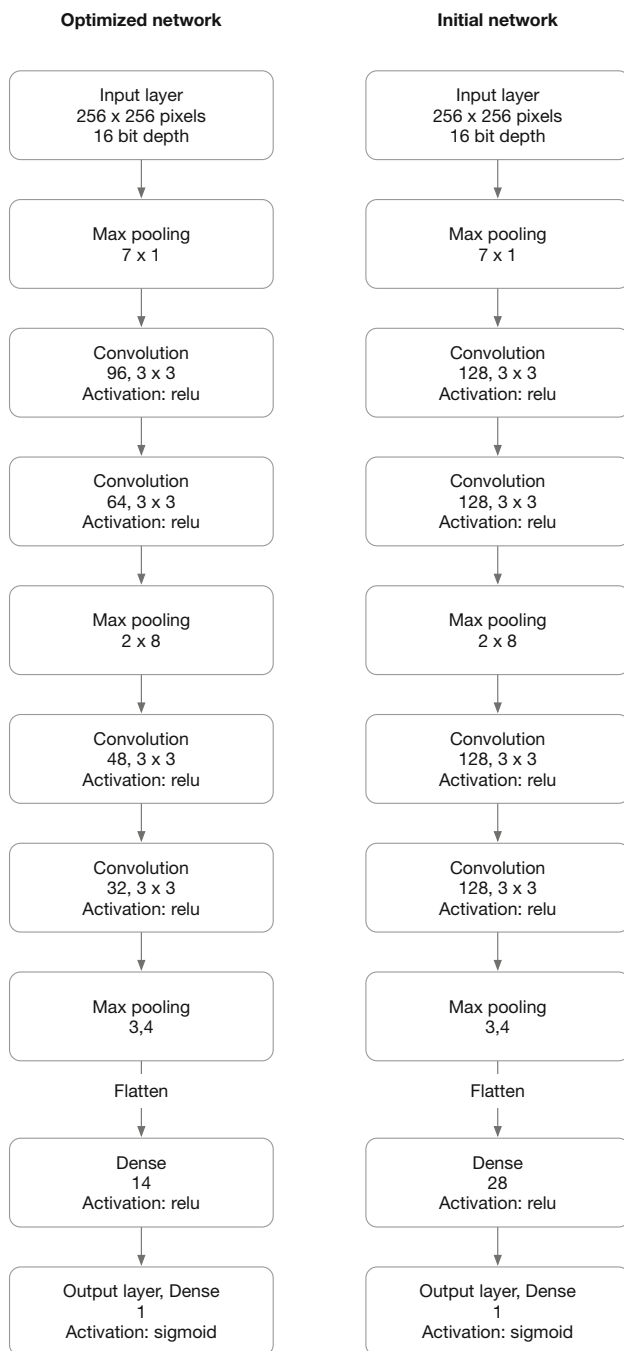 Optimized network
Input layer
256 x 256 pixels
16 bit depth
Max pooling
7 x 1
Convolution
96, 3 x 3
Activation: relu
Convolution
64, 3 x 3
Activation: relu
Max pooling
2 x 8
Convolution
48, 3 x 3
Activation: relu
Convolution
32, 3 x 3
Activation: relu
Max pooling
3,4
Flatten
Dense
14
Activation: relu
Output layer, Dense
1
Activation: sigmoid
Initial network
Input layer
256 x 256 pixels
16 bit depth
Max pooling
7 x 1
Convolution
128, 3 x 3
Activation: relu
Convolution
128, 3 x 3
Activation: relu
Max pooling
2 x 8
Convolution
128, 3 x 3
Activation: relu
Convolution
128, 3 x 3
Activation: relu
Max pooling
3,4
Flatten
Dense
28
Activation: relu
Output layer, Dense
1
Activation: sigmoid